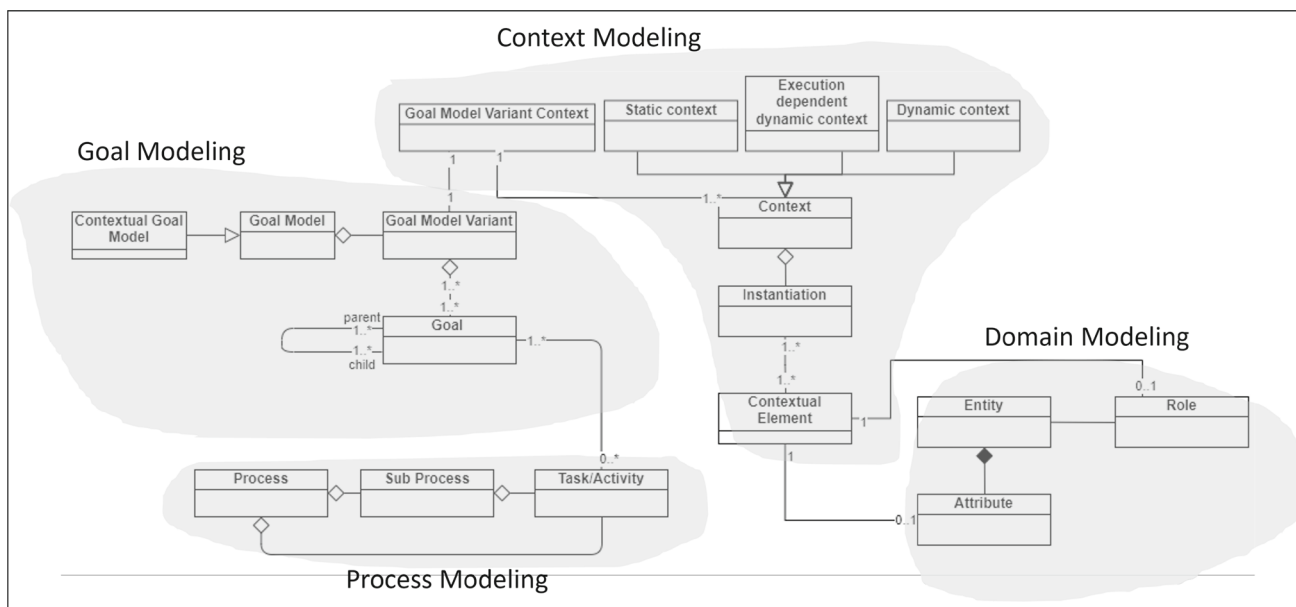 Context Modeling
Goal Model Variant Context
Static context
Execution
dependent
dynamic context
Dynamic context
Goal Modeling
1
1
1
1..*
Contextual Goal
Model
Goal Model
Goal Model Variant
Context
1..*
1..*
Instantiation
parent
1..*
Goal
1..*
1..*
child
1..*
1..*
Domain Modeling
0..1
Contextual
Element
1
Entity
Role
1
0..*
Process
Sub Process
Task/Activity
Attribute
0..1
Process Modeling